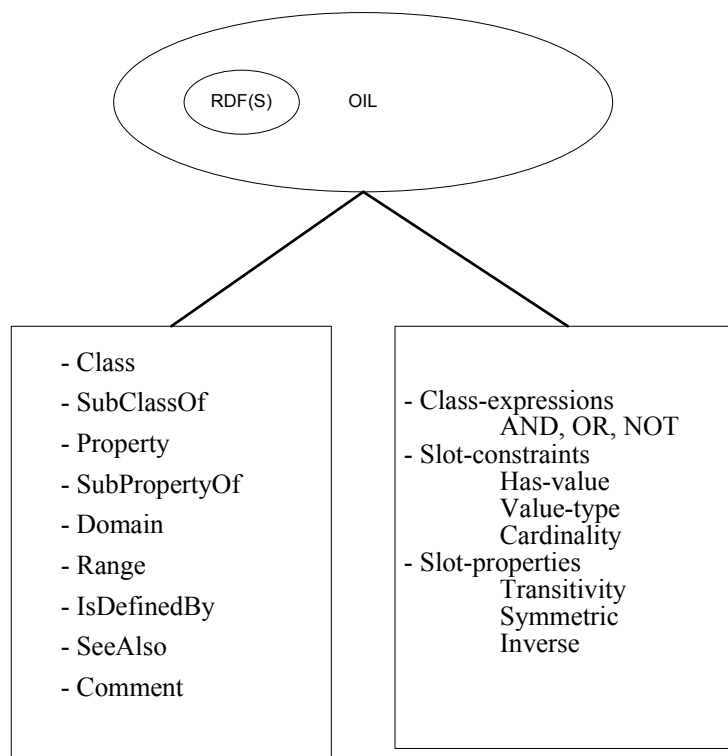 RDF(S) OIL
- Class
- SubClassOf
- Property
- SubPropertyOf
- Domain
- Range
- IsDefinedBy
- SeeAlso
- Comment
- Class-expressions
AND, OR, NOT
- Slot-constraints
Has-value
Value-type
Cardinality
- Slot-properties
Transitivity
Symmetric
Inverse